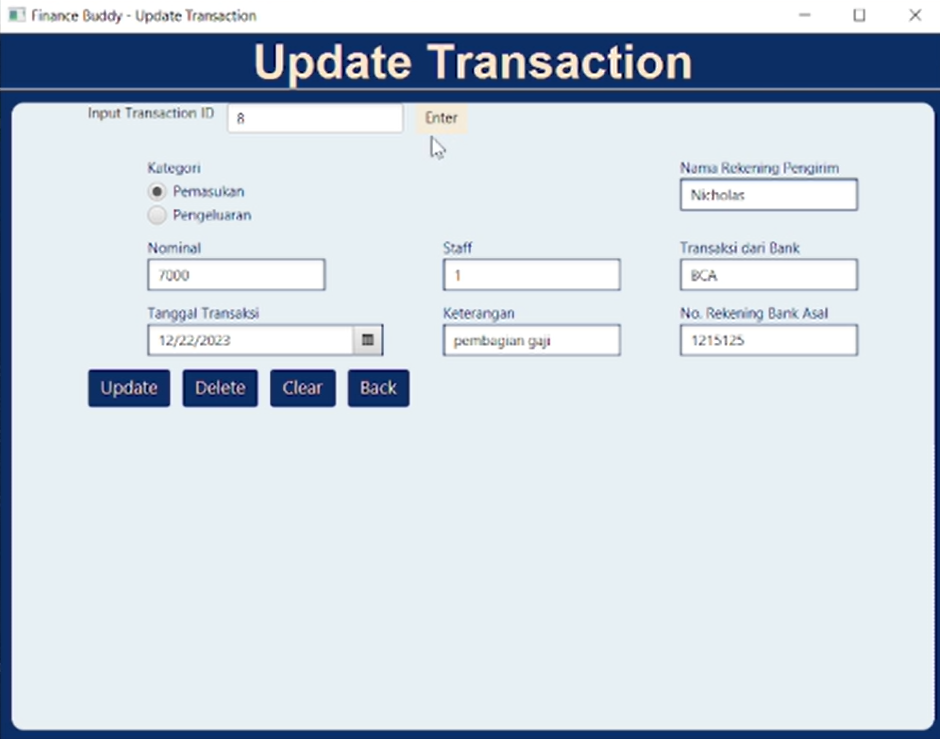 Finance Buddy - Update Transaction
Update Transaction
Input Transaction ID 8 Enter
Kategori
Pemasukan
Pengeluaran
Nama Rekening Pengirim
Nicholas
Nominal
7000
Staff
1
Transaksi dari Bank
BCA
Tanggal Transaksi
12/22/2023
Keterangan
pembagian gaji
No. Rekening Bank Asal
1215125
Update Delete Clear Back